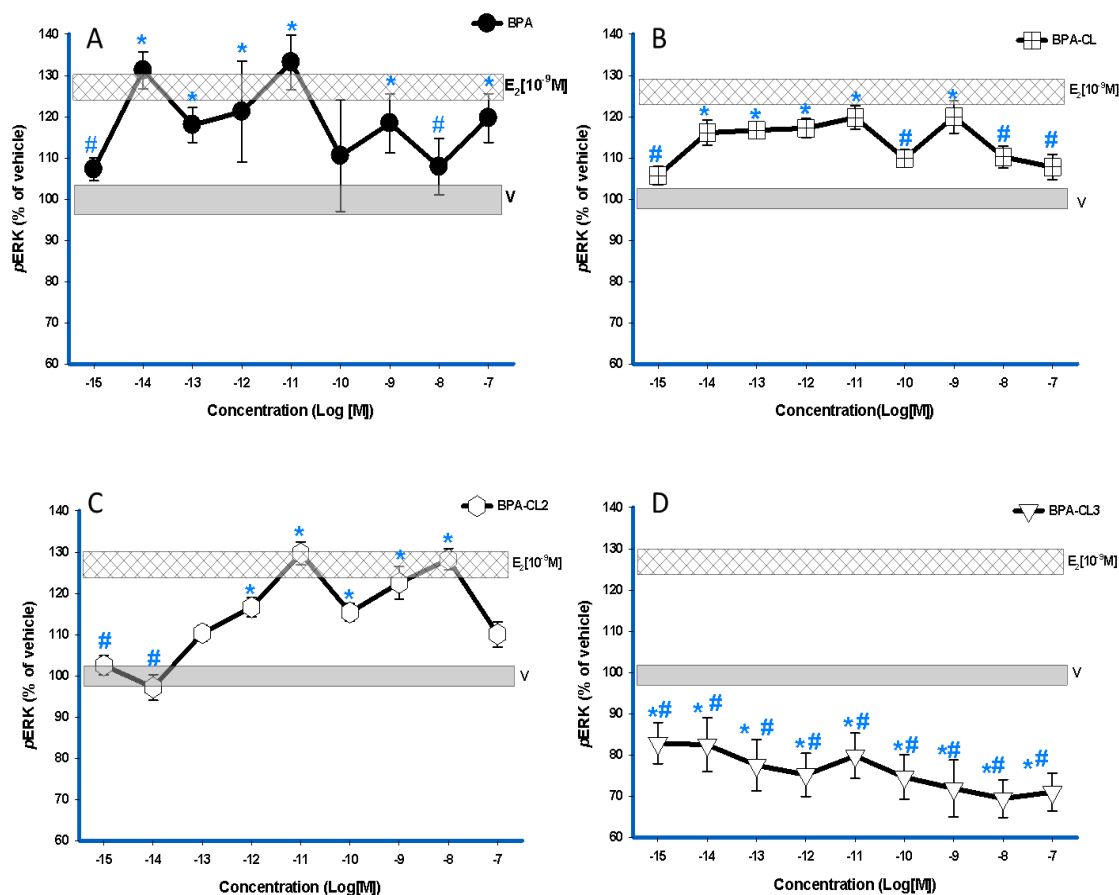 A
BPA
pERK (% of vehicle)
140
130
120
110
100
90
80
70
60
# * * * * * # *
E₂[10⁻⁹M]
V
-15 -14 -13 -12 -11 -10 -9 -8 -7
Concentration (Log [M])
B
BPA-CL
pERK (% of vehicle)
140
130
120
110
100
90
80
70
60
# * * * * # * # #
E₂[10⁻⁹M]
V
-15 -14 -13 -12 -11 -10 -9 -8 -7
Concentration(Log[M])
C
BPA-CL2
pERK (% of vehicle)
140
130
120
110
100
90
80
70
60
# # * * * * *
E₂[10⁻⁹M]
V
-15 -14 -13 -12 -11 -10 -9 -8 -7
Concentration (Log[M])
D
BPA-CL3
pERK (% of vehicle)
140
130
120
110
100
90
80
70
60
E₂[10⁻⁹M]
V
*# *# *# *# *# *# *# *# *#
-15 -14 -13 -12 -11 -10 -9 -8 -7
Concentration (Log[M])